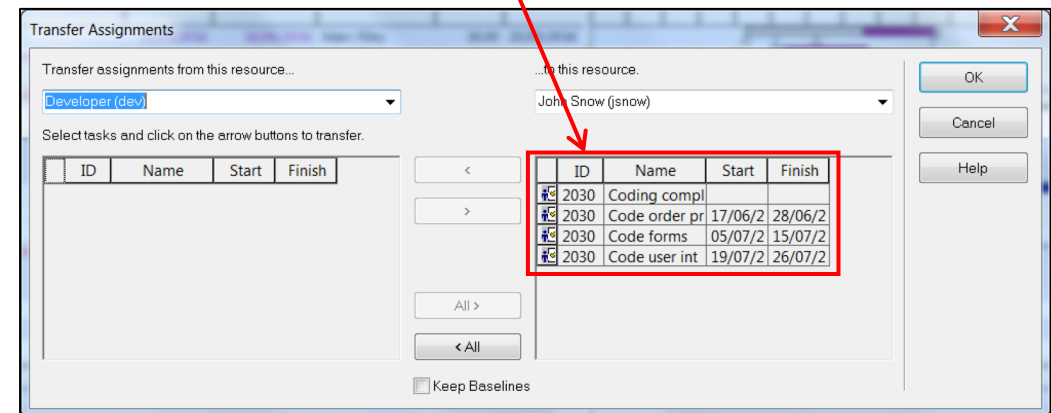 Transfer Assignments
Transfer assignments from this resource...
...to this resource.
Developer (dev)
John Snow (jsnow)
Select tasks and click on the arrow buttons to transfer.
ID Name Start Finish
<
>
All >
< All
ID Name Start Finish
2030 Coding compl
2030 Code order pr 17/06/2 28/06/2
2030 Code forms 05/07/2 15/07/2
2030 Code user int 19/07/2 26/07/2
Keep Baselines
OK
Cancel
Help